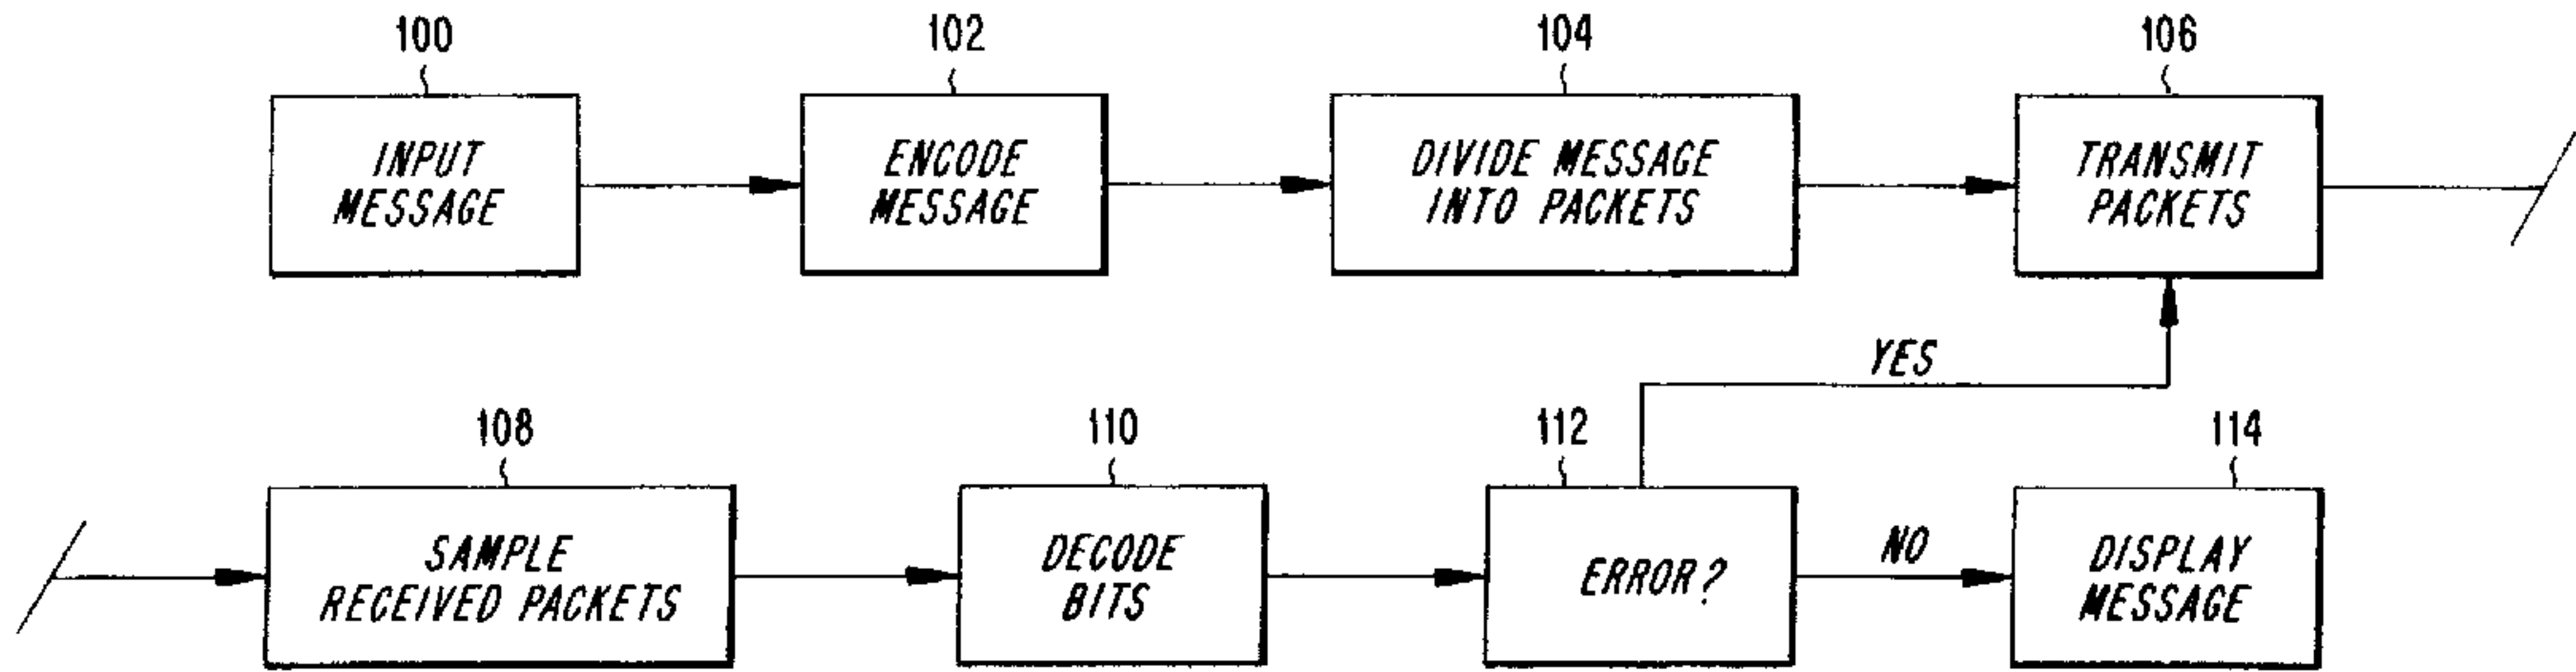 100
102
104
106
INPUT
MESSAGE
ENCODE
MESSAGE
DIVIDE MESSAGE
INTO PACKETS
TRANSMIT
PACKETS
YES
108
110
112
114
SAMPLE
RECEIVED PACKETS
DECODE
BITS
ERROR?
NO
DISPLAY
MESSAGE